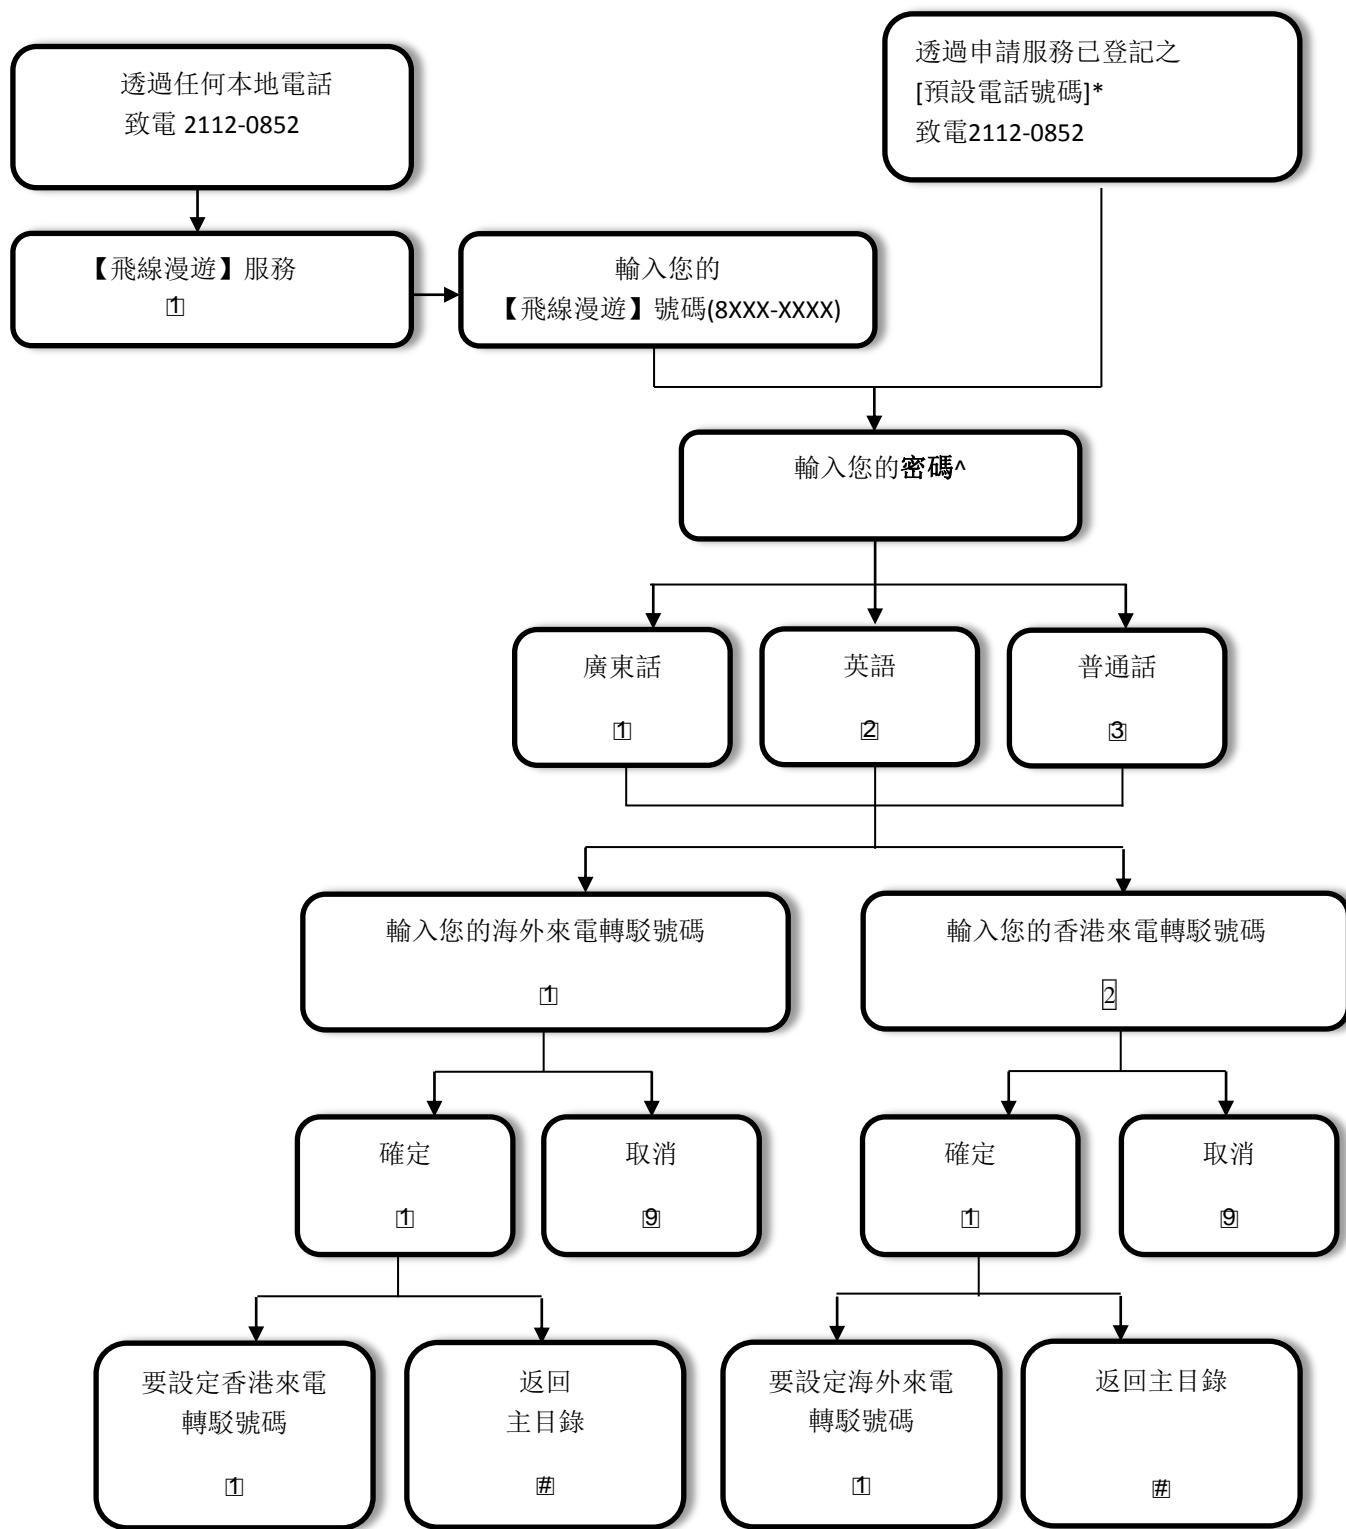 透過任何本地電話
致電 2112-0852
透過申請服務已登記之
[預設電話號碼]*
致電2112-0852
【飛線漫遊】服務
1
輸入您的
【飛線漫遊】號碼(8XXX-XXXX)
輸入您的密碼^
廣東話
1
英語
2
普通話
3
輸入您的海外來電轉駁號碼
1
輸入您的香港來電轉駁號碼
2
確定
1
取消
9
確定
1
取消
9
要設定香港來電
轉駁號碼
1
返回
主目錄
#
要設定海外來電
轉駁號碼
1
返回主目錄
#